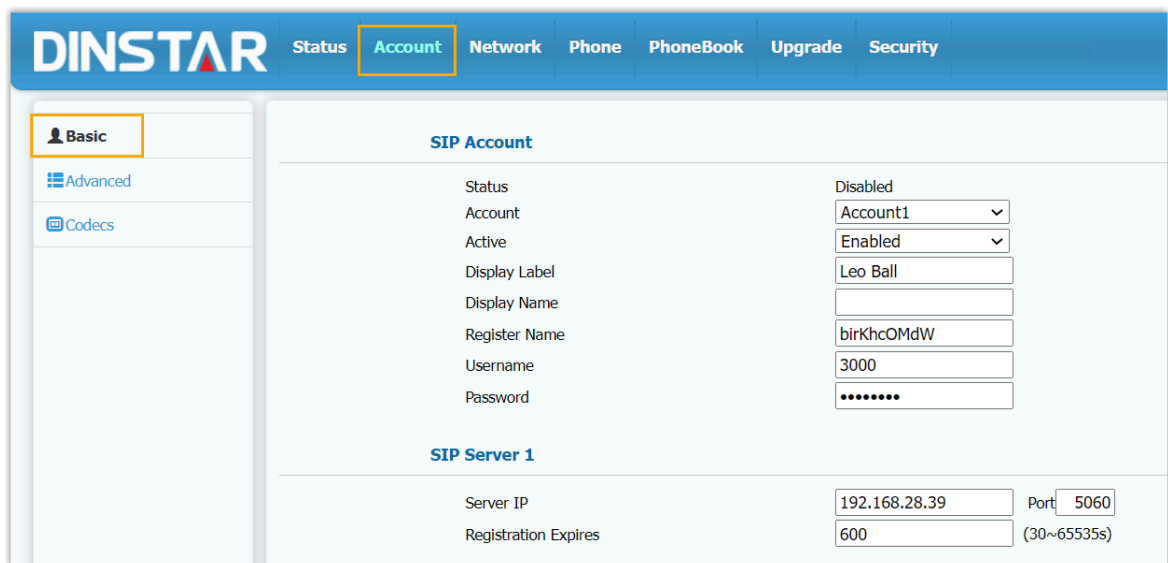 DINSTAR Status Account Network Phone PhoneBook Upgrade Security
Basic
Advanced
Codecs
SIP Account
Status Disabled
Account Account1
Active Enabled
Display Label Leo Ball
Display Name
Register Name birKhcOMdW
Username 3000
Password ••••••••
SIP Server 1
Server IP 192.168.28.39 Port 5060
Registration Expires 600 (30~65535s)